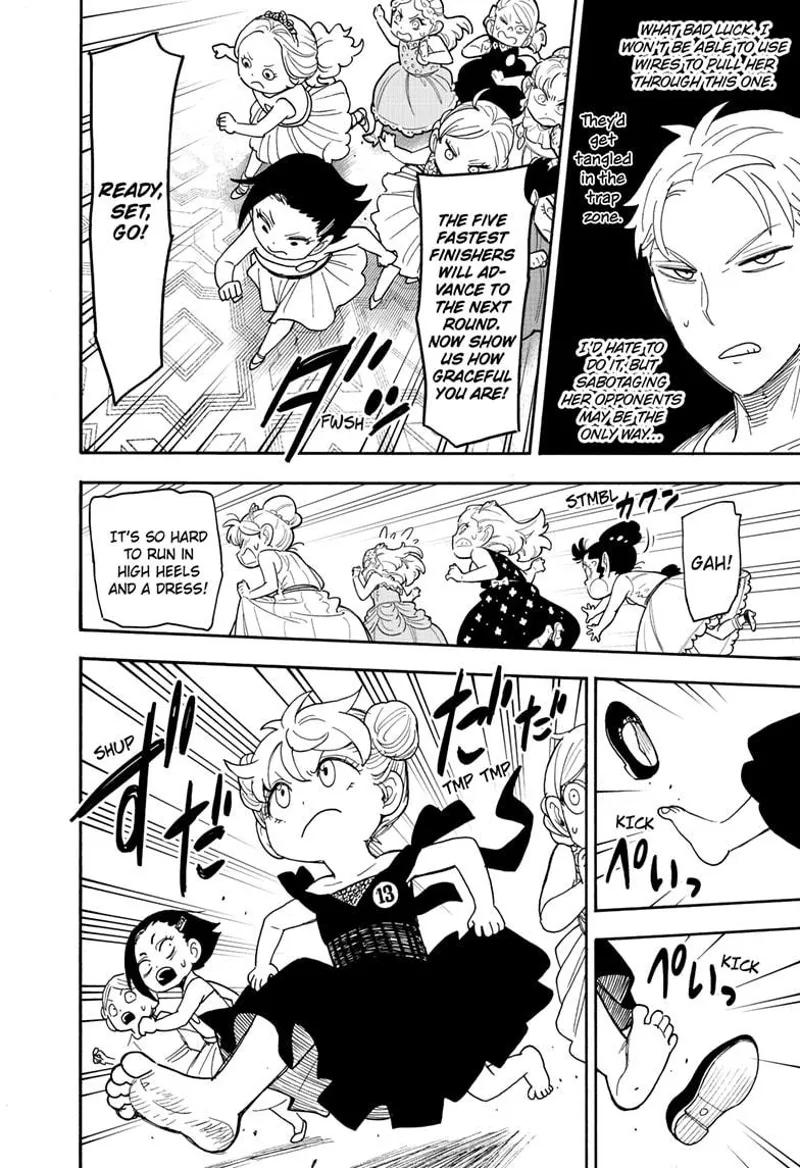 WHAT BAD LUCK. I
WON'T BE ABLE TO USE
WIRES TO PULL HER
THROUGH THIS ONE.
They'd
get
tangled
in the
trap
zone.
I'D HATE TO
DO IT, BUT
SABOTAGING
HER OPPONENTS
MAY BE THE
ONLY WAY...
THE FIVE
FASTEST
FINISHERS
WILL AD-
VANCE TO
THE NEXT
ROUND.
NOW SHOW
US HOW
GRACEFUL
YOU ARE!
READY,
SET,
GO!
ダッ
FWSH
GAH!
STMBL
カクン
IT'S SO HARD
TO RUN IN
HIGH HEELS
AND A DRESS!
KICK
ぺいっ
KICK
ぺいっ
だだ
TMP TMP
SHUP
ずだ
13